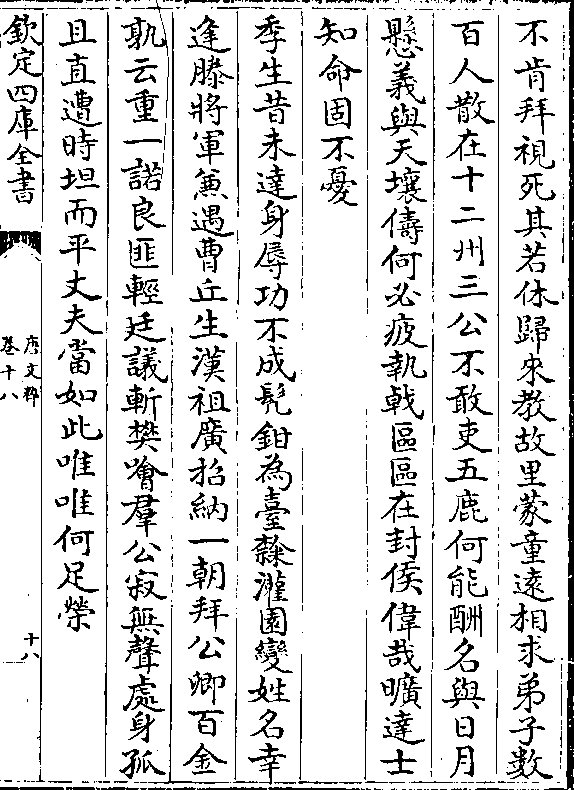 不肯拜視死其若休歸來教故里蒙童遠相求弟子數
百人散在十二州三公不敢吏五鹿何能酬名與日月
懸義與天壤儔何必疲執戟區區在封侯偉哉曠達士
知命固不憂
季生昔未達身辱功不成髡鉗為臺隸灌園變姓名幸
逢滕將軍兼遇曹丘生漢祖廣招納一朝拜公卿百金
孰云重一諾良匪輕廷議斬樊噲羣公寂無聲處身孤
且直遭時坦而平丈夫當如此唯唯何足榮
欽定四庫全書
唐文粹
卷十八
十八